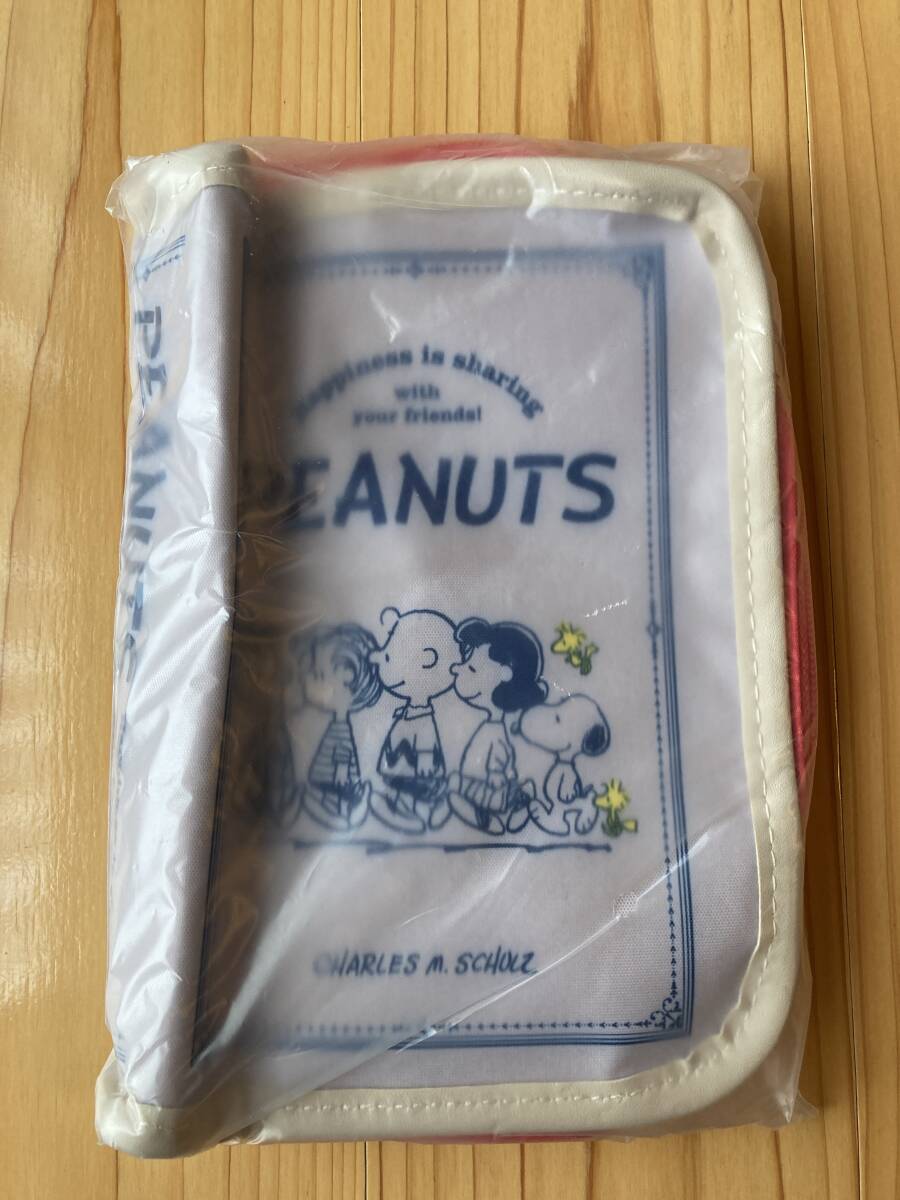 Happiness is sharing
with
your friends!
PEANUTS
CHARLES M. SCHULZ
PEANUTS